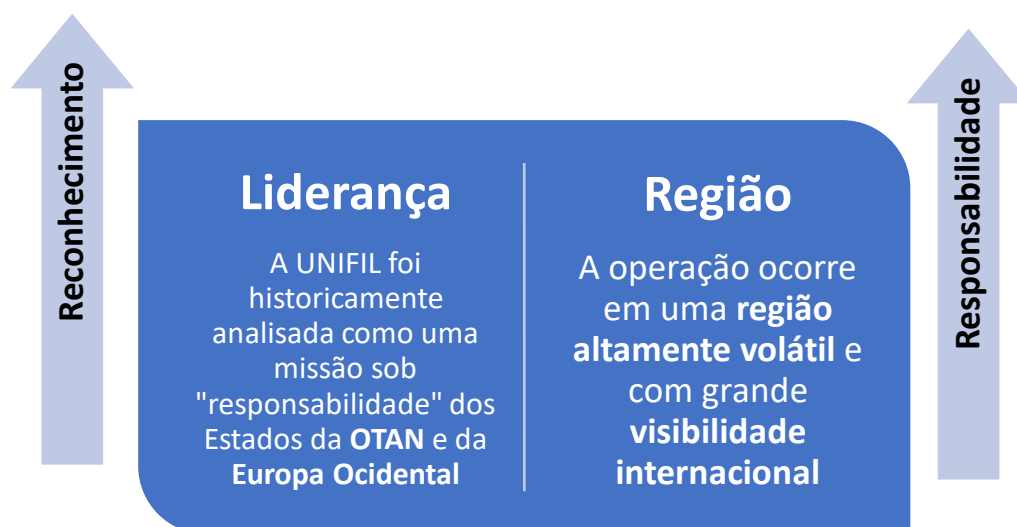 Reconhecimento
Liderança
A UNIFIL foi
historicamente
analisada como uma
missão sob
"responsabilidade" dos
Estados da OTAN e da
Europa Ocidental
Região
A operação ocorre
em uma região
altamente volátil e
com grande
visibilidade
internacional
Responsabilidade